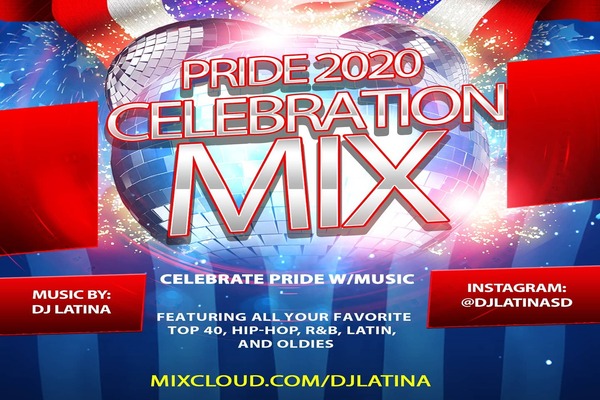 PRIDE 2020
CELEBRATION
MIX
CELEBRATE PRIDE W/MUSIC
MUSIC BY:
DJ LATINA
INSTAGRAM:
@DJLATINASD
FEATURING ALL YOUR FAVORITE
TOP 40, HIP-HOP, R&B, LATIN,
AND OLDIES
MIXCLOUD.COM/DJLATINA